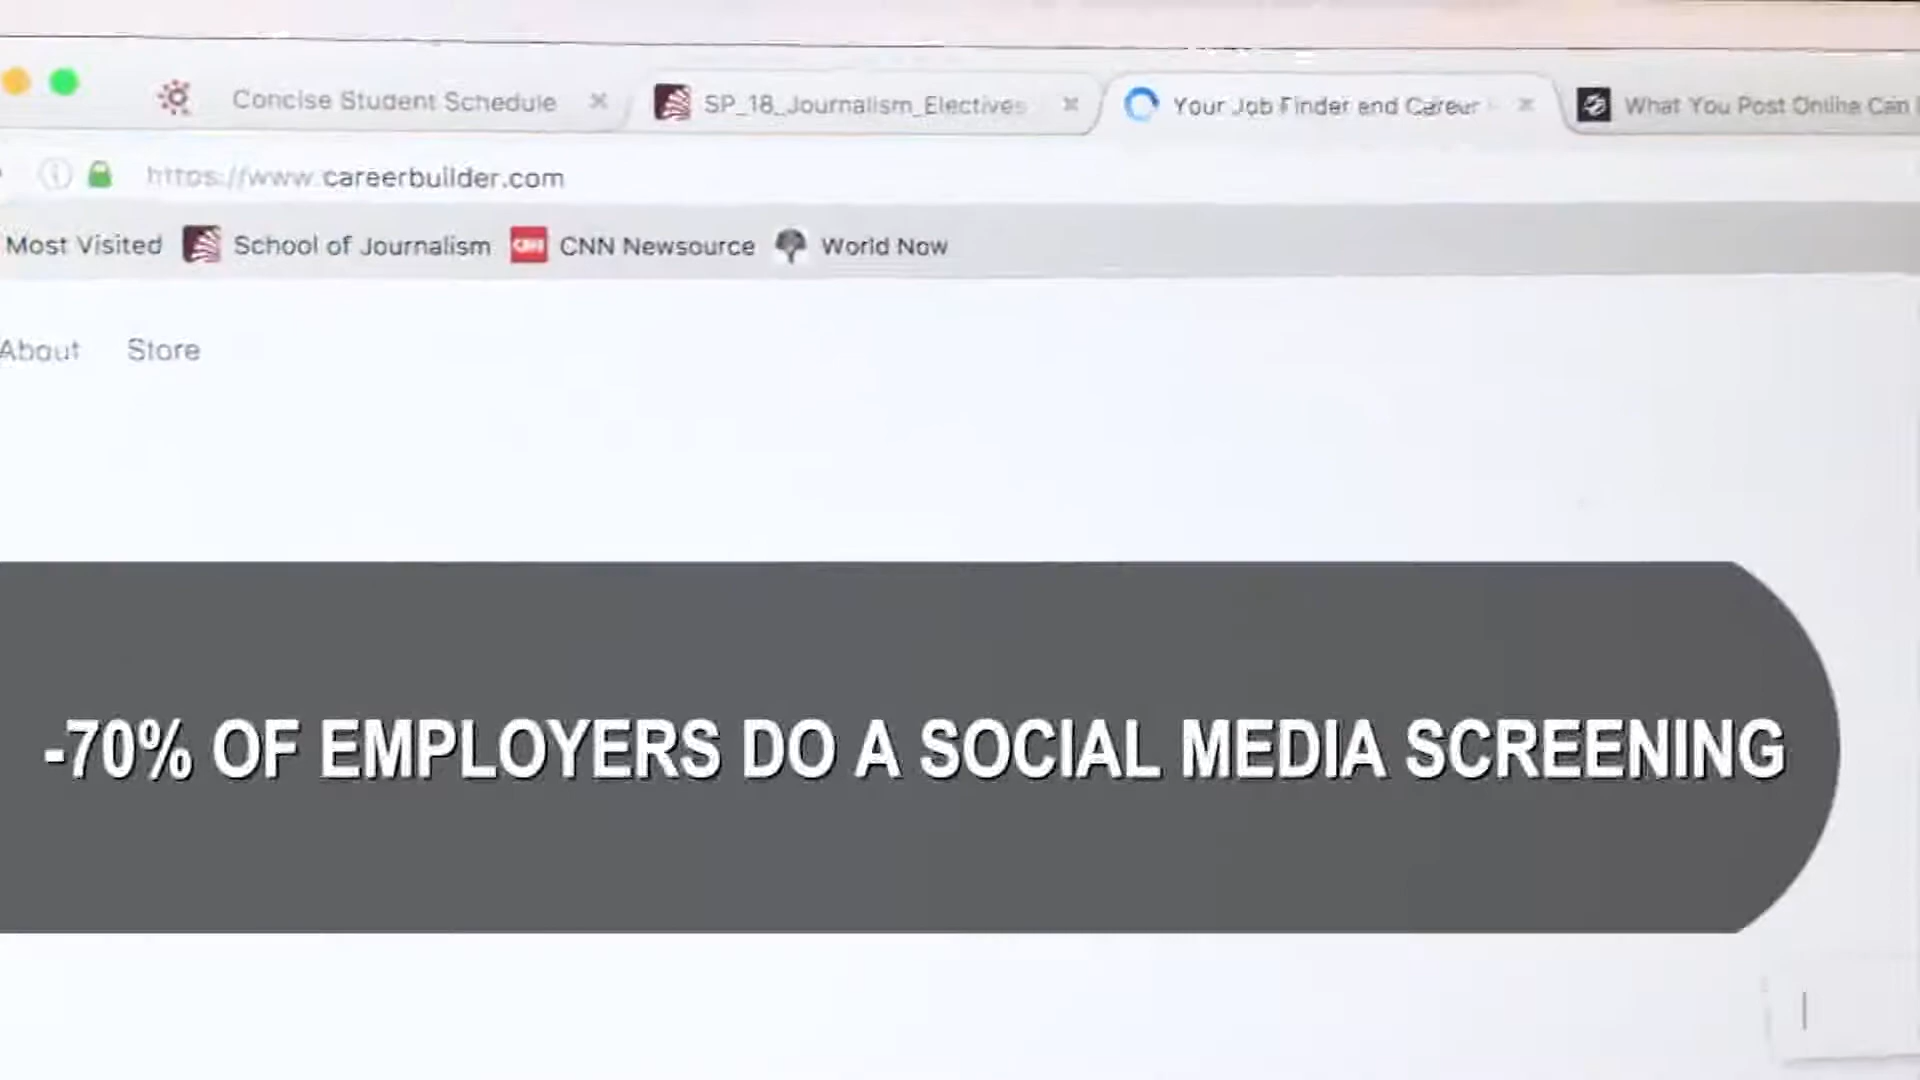 Concise Student Schedule
SP_18_Journalism_Electives
Your Job Finder and Career
What You Post Online Can
https://www.careerbuilder.com
Most Visited
School of Journalism
CNN
CNN Newsource
World Now
About
Store
-70% OF EMPLOYERS DO A SOCIAL MEDIA SCREENING